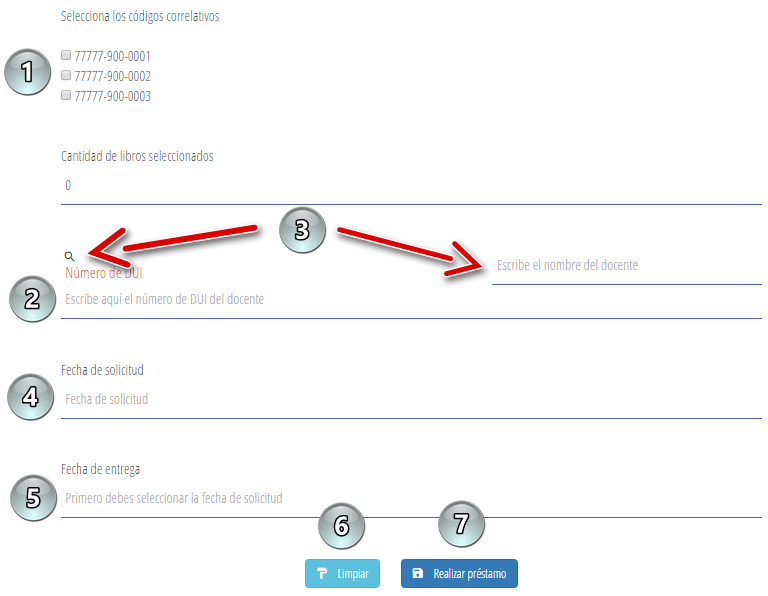 Selecciona los códigos correlativos
1
77777-900-0001
77777-900-0002
77777-900-0003
Cantidad de libros seleccionados
0
3
Número de DUI
Escribe el nombre del docente
2
Escribe aquí el número de DUI del docente
Fecha de solicitud
4
Fecha de solicitud
Fecha de entrega
5
Primero debes seleccionar la fecha de solicitud
6
7
Limpiar
Realizar préstamo